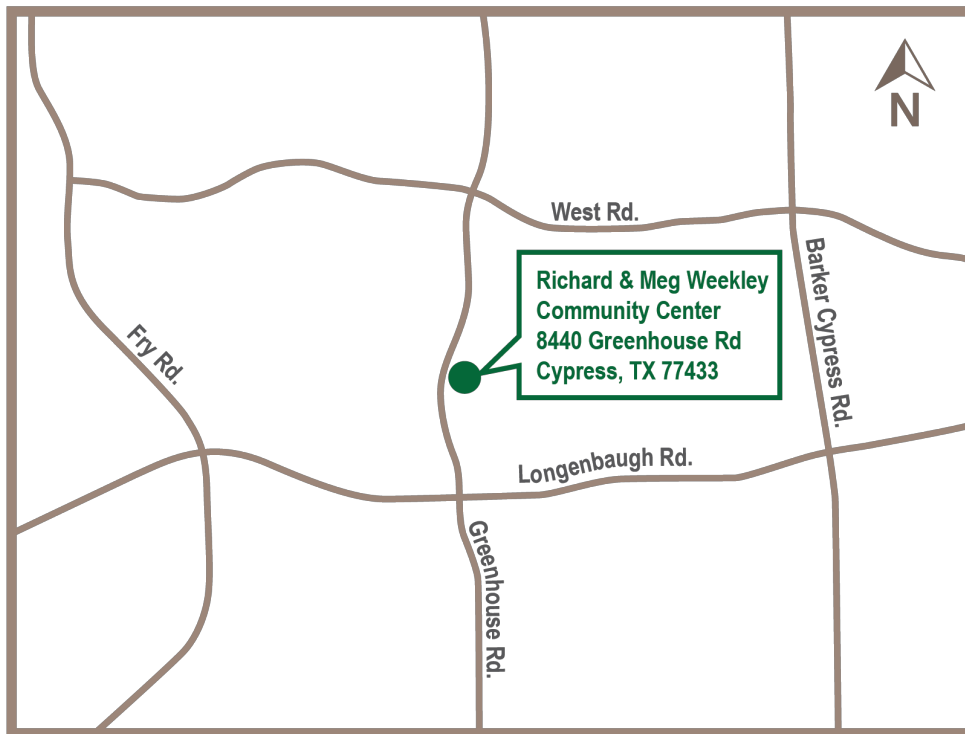 N
West Rd.
Barker Cypress Rd.
Richard & Meg Weekley
Community Center
8440 Greenhouse Rd
Cypress, TX 77433
Fry Rd.
Longenbaugh Rd.
Greenhouse Rd.